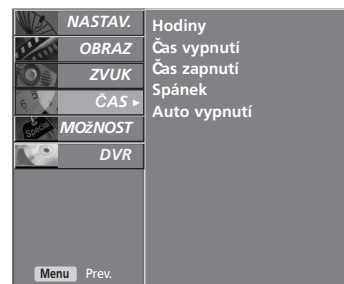 NASTAV.
OBRAZ
ZVUK
ČAS ►
MOŽNOST
DVR
Hodiny
Čas vypnutí
Čas zapnutí
Spánek
Auto vypnutí
Menu Prev.